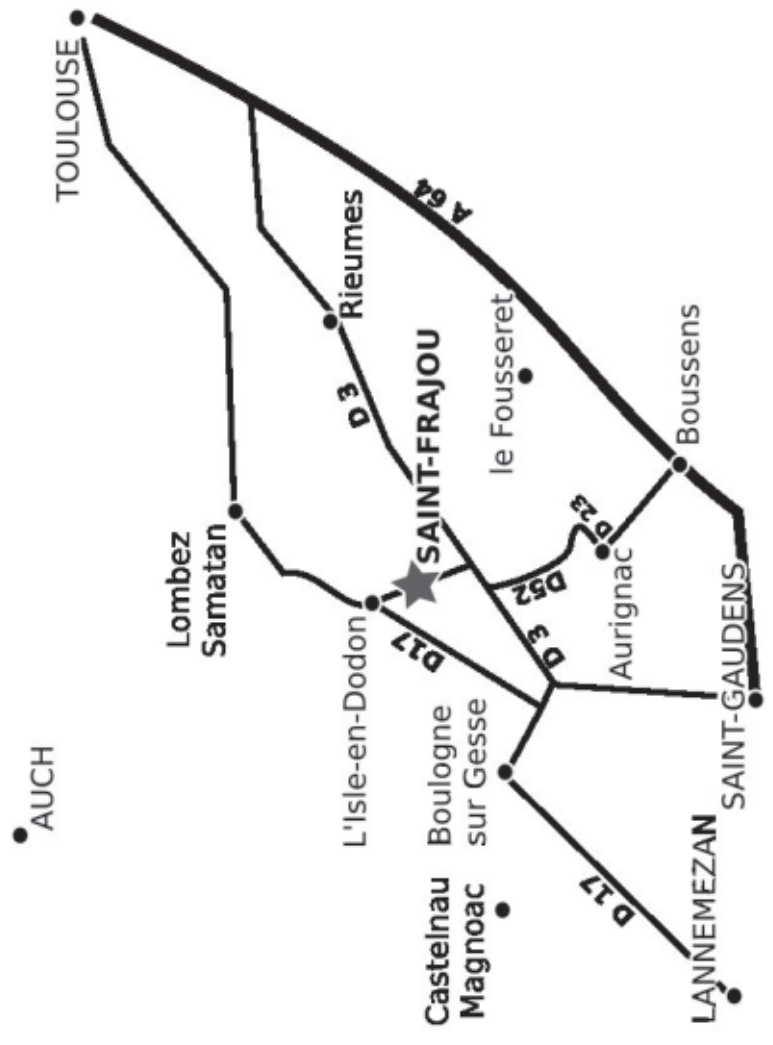 AUCH
TOULOUSE
Lombez
Samatan
L'Isle-en-Dodon
Rieumes
D 3
A 64
SAINT-FRAJOU
le Fousseret
D17
Boulogne
sur Gesse
Castelnau
Magnoac
D52
D 23
D 3
Aurignac
Boussens
D 17
SAINT-GAUDENS
LANNEMEZAN